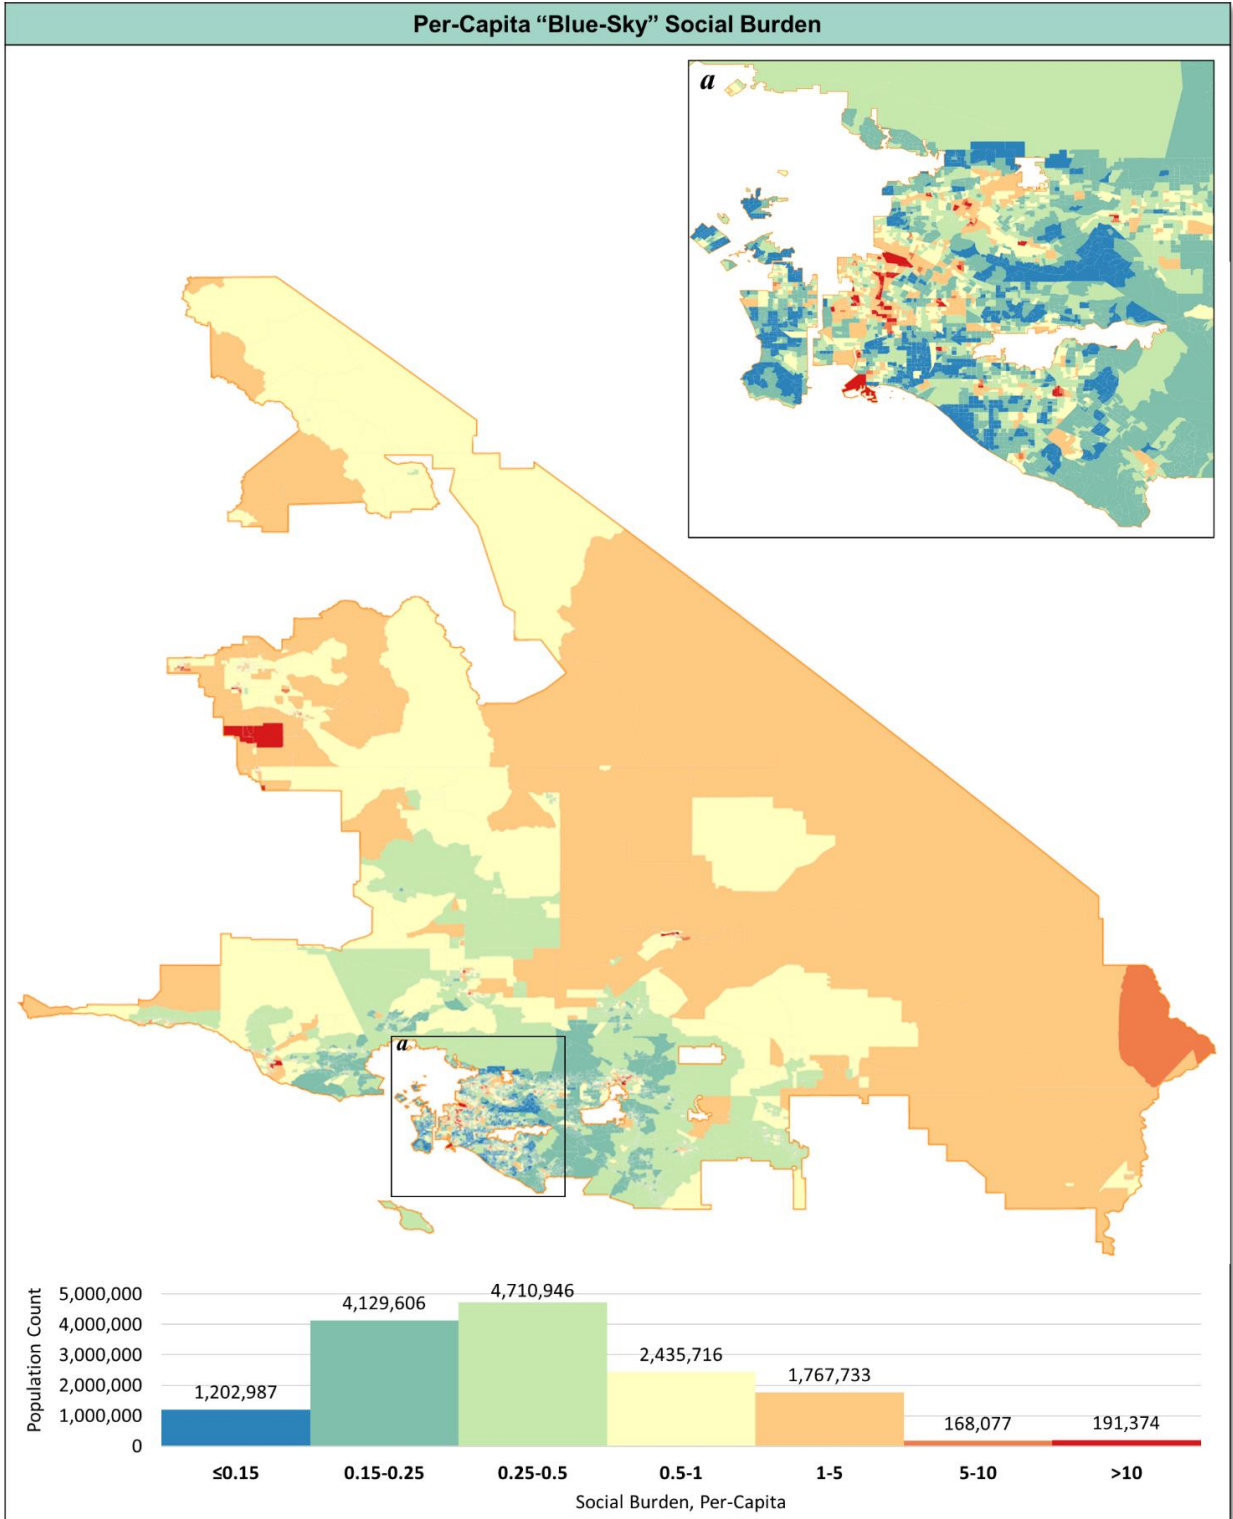 Per-Capita “Blue-Sky” Social Burden
a
a
Population Count
5,000,000
4,000,000
3,000,000
2,000,000
1,000,000
0
1,202,987
4,129,606
4,710,946
2,435,716
1,767,733
168,077
191,374
≤0.15 0.15-0.25 0.25-0.5 0.5-1 1-5 5-10 >10
Social Burden, Per-Capita